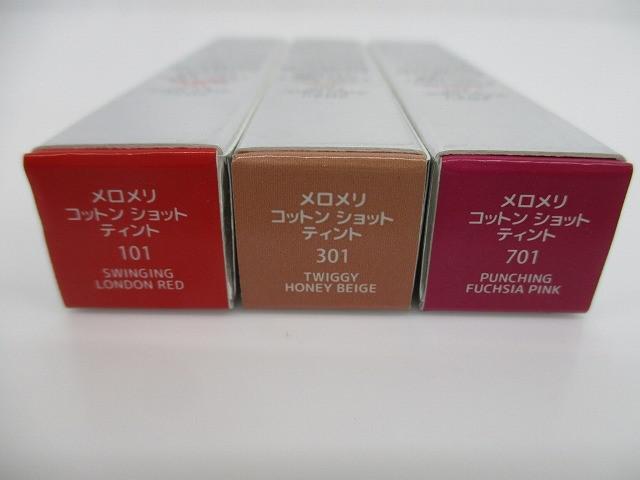 メロメリ
コットン ショット
ティント
101
SWINGING
LONDON RED
メロメリ
コットン ショット
ティント
301
TWIGGY
HONEY BEIGE
メロメリ
コットン ショット
ティント
701
PUNCHING
FUCHSIA PINK